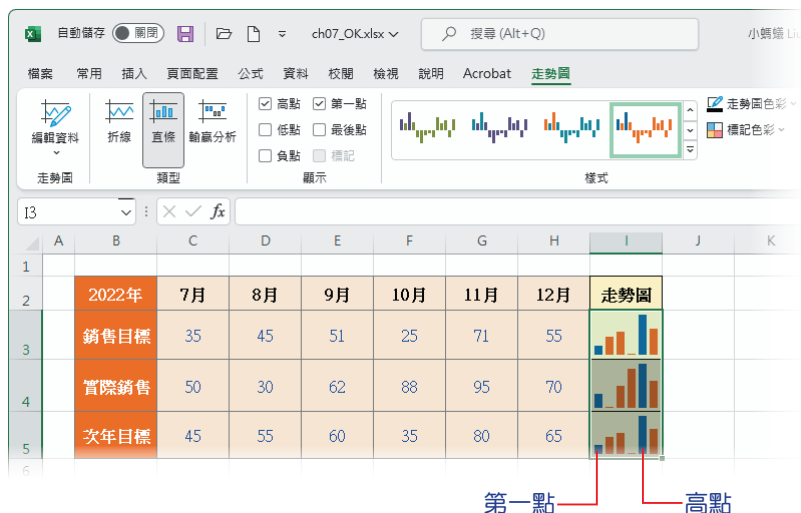 自動儲存 關閉 ch07_OK.xlsx 搜尋 (Alt+Q) 小螞蟻 Liu
檔案 常用 插入 頁面配置 公式 資料 校閱 檢視 說明 Acrobat 走勢圖
編輯資料 折線 直條 輸贏分析
高點 第一點
低點 最後點
負點 標記
走勢圖色彩
標記色彩
走勢圖 類型 顯示 樣式
I3 fx
A B C D E F G H I J K
1
2 2022年 7月 8月 9月 10月 11月 12月 走勢圖
3 銷售目標 35 45 51 25 71 55
4 實際銷售 50 30 62 88 95 70
5 次年目標 45 55 60 35 80 65
6
第一點 高點